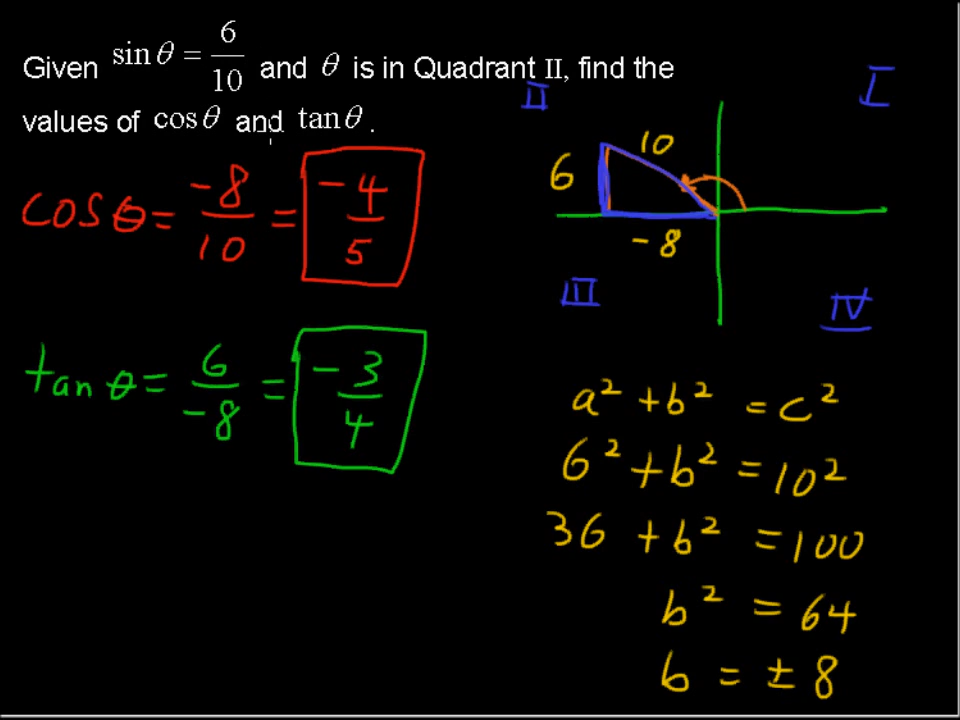 Given sin θ = 6/10 and θ is in Quadrant II, find the
values of cos θ and tan θ .
cos θ = -8/10 = -4/5
tan θ = 6/-8 = -3/4
II
I
10
6
-8
III
IV
a² + b² = c²
6² + b² = 10²
36 + b² = 100
b² = 64
b = ± 8